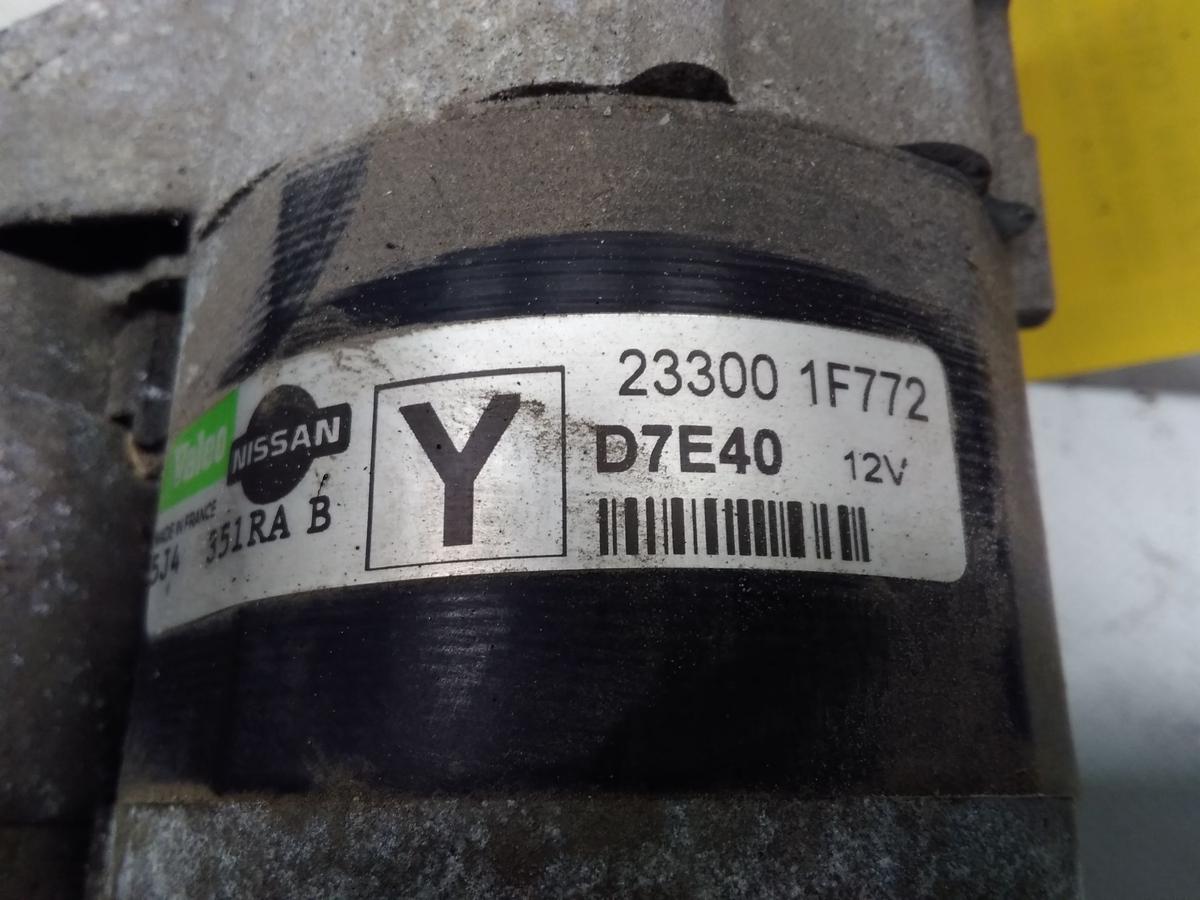 Valeo
NISSAN
MADE IN FRANCE
5J4 351RA B
Y
23300 1F772
D7E40 12V